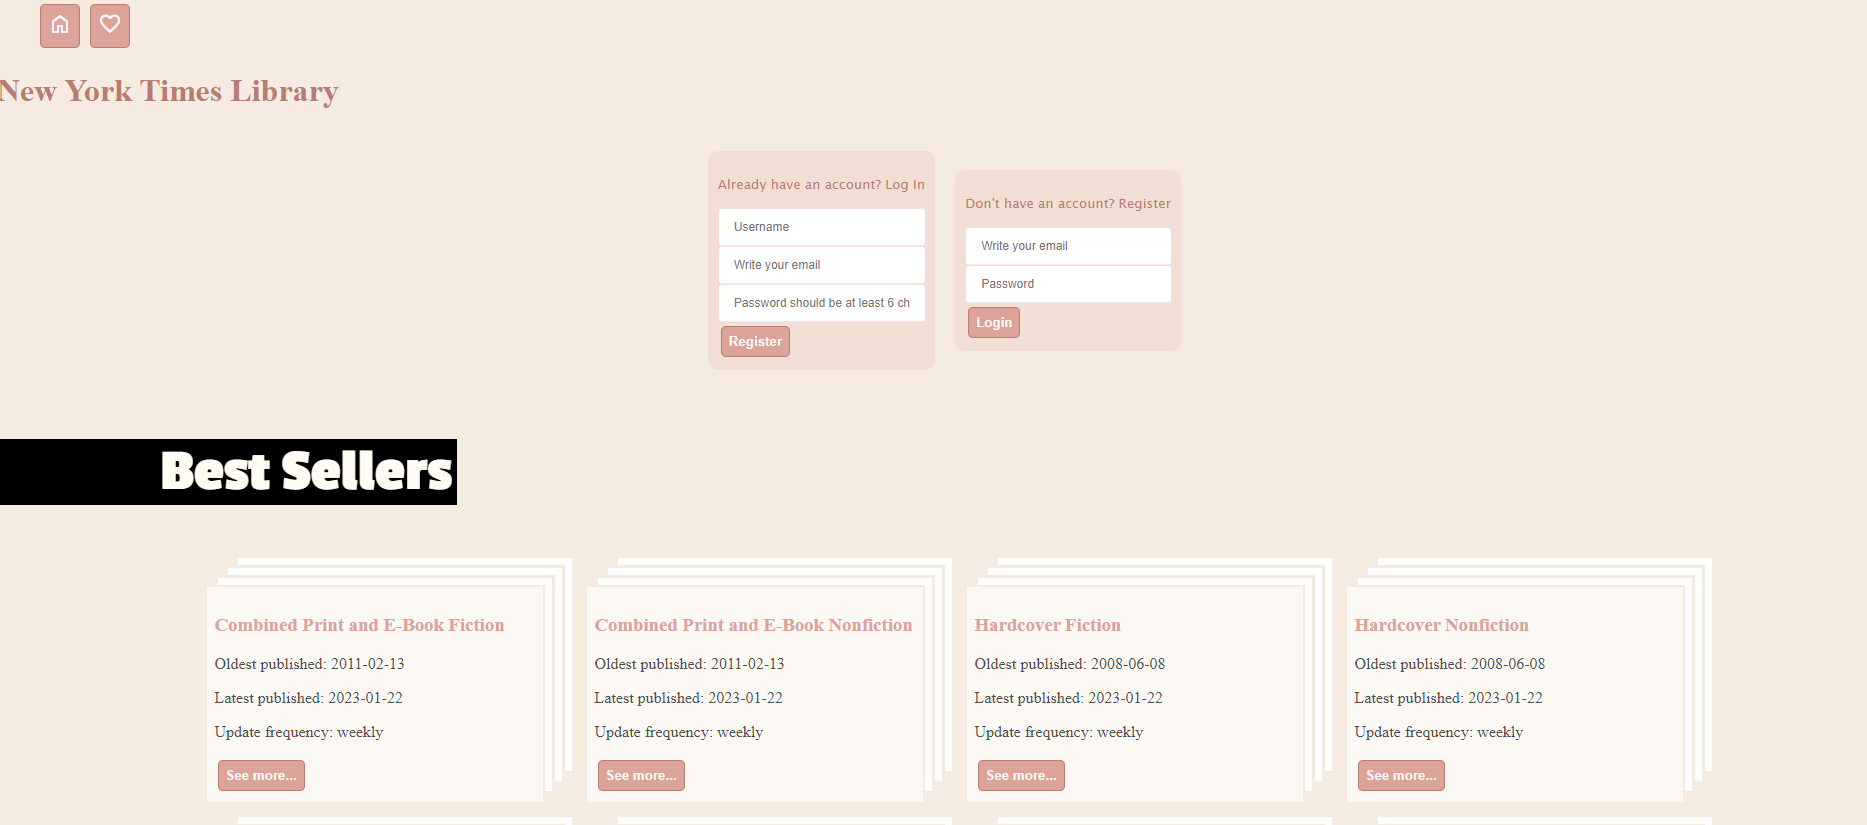 New York Times Library
Already have an account? Log In
Username
Write your email
Password should be at least 6 ch
Register
Don't have an account? Register
Write your email
Password
Login
Best Sellers
Combined Print and E-Book Fiction
Oldest published: 2011-02-13
Latest published: 2023-01-22
Update frequency: weekly
See more...
Combined Print and E-Book Nonfiction
Oldest published: 2011-02-13
Latest published: 2023-01-22
Update frequency: weekly
See more...
Hardcover Fiction
Oldest published: 2008-06-08
Latest published: 2023-01-22
Update frequency: weekly
See more...
Hardcover Nonfiction
Oldest published: 2008-06-08
Latest published: 2023-01-22
Update frequency: weekly
See more...